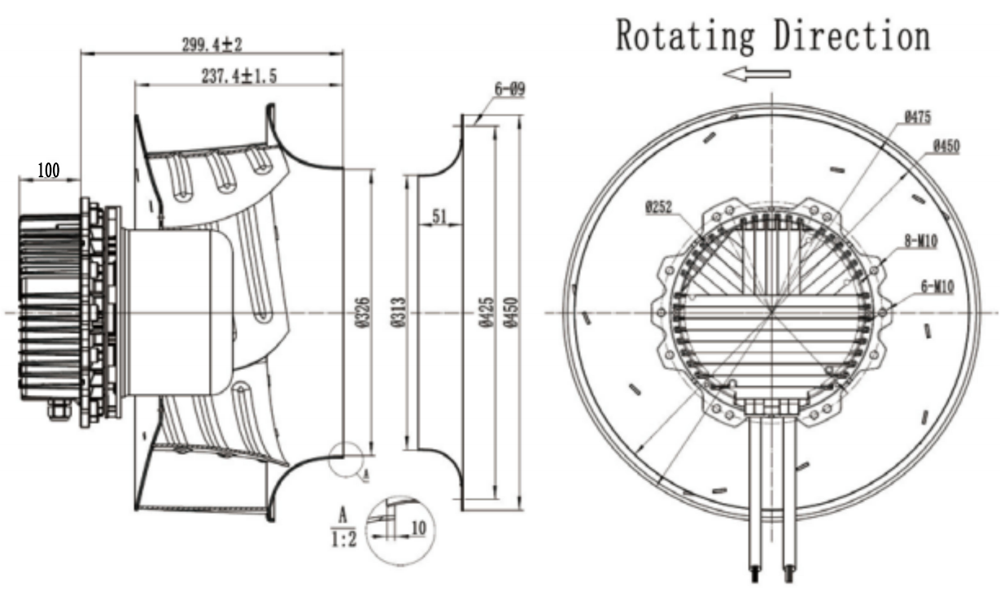 Rotating Direction
299.4±2
237.4±1.5
100
6-Ø9
51
Ø326
Ø313
Ø425
Ø450
A
A
1:2
10
Ø475
Ø450
Ø252
8-M10
6-M10